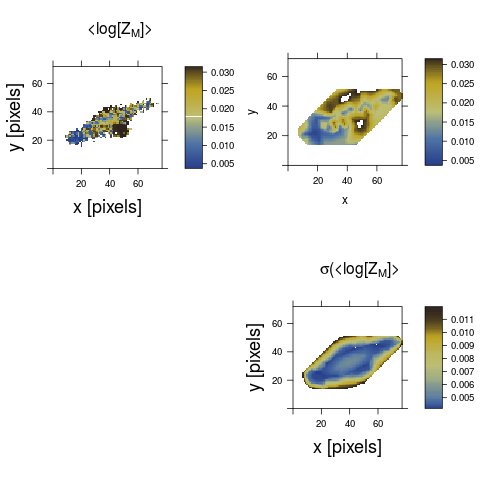 <log[Z_M]>
60
40
20
20 40 60
y [pixels]
x [pixels]
0.030
0.025
0.020
0.015
0.010
0.005
60
40
20
20 40 60
y
x
0.030
0.025
0.020
0.015
0.010
0.005
σ(<log[Z_M]>
60
40
20
20 40 60
y [pixels]
x [pixels]
0.011
0.010
0.009
0.008
0.007
0.006
0.005